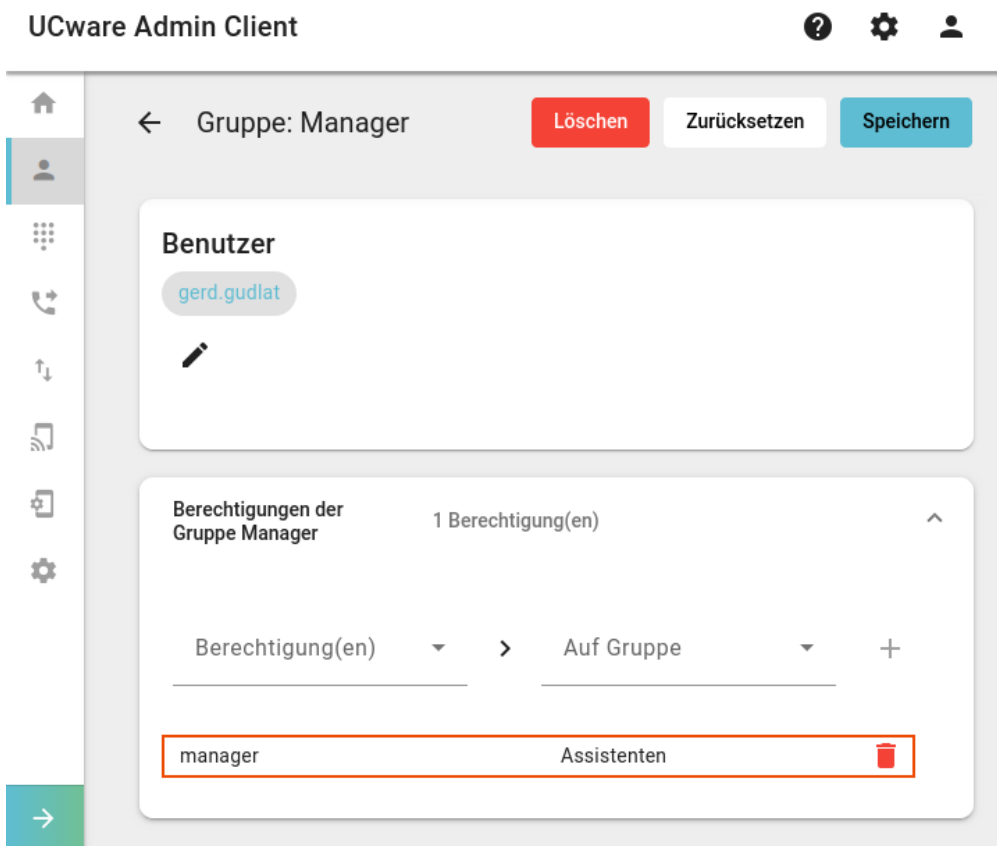 UCware Admin Client
Gruppe: Manager
Löschen
Zurücksetzen
Speichern
Benutzer
gerd.gudlat
Berechtigungen der
Gruppe Manager
1 Berechtigung(en)
Berechtigung(en)
Auf Gruppe
manager
Assistenten